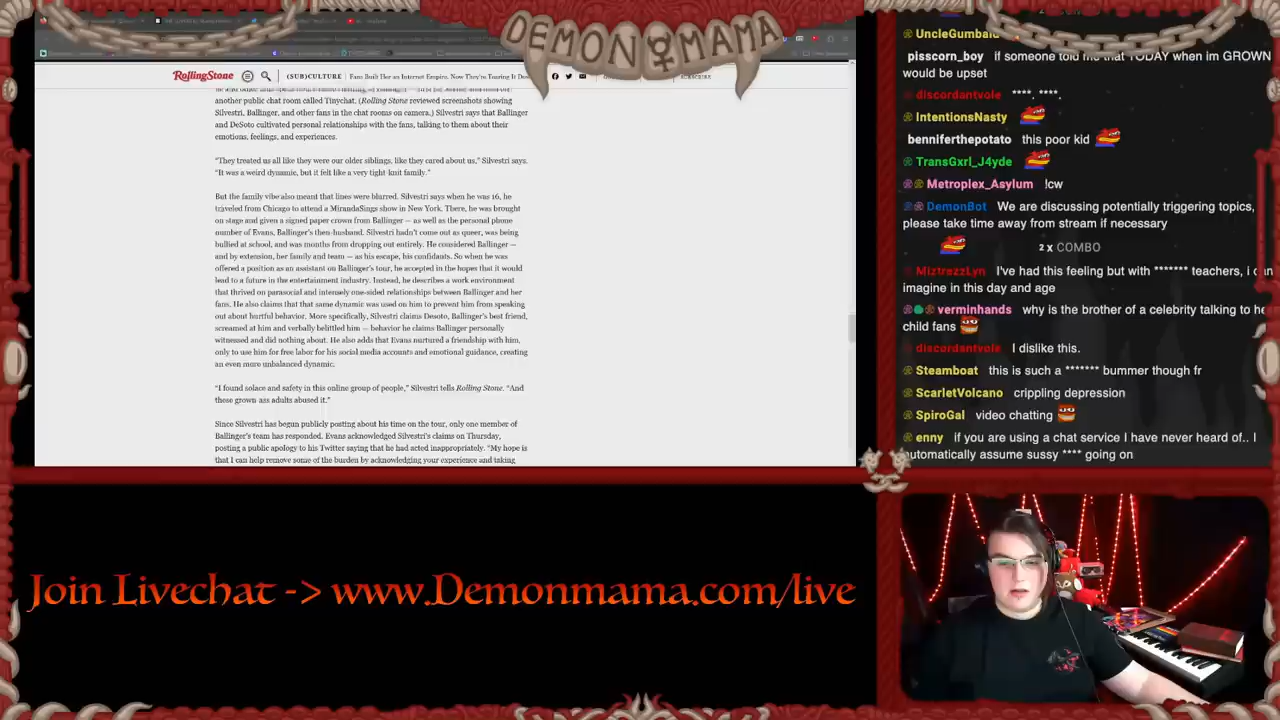 DEMON MAMA
RollingStone
(SUB)CULTURE
Fans Built Her an Internet Empire. Now They're Tearing It Dow
another public chat room called Tinychat. (Rolling Stone reviewed screenshots showing
Silvestri, Ballinger, and other fans in the chat rooms on camera.) Silvestri says that Ballinger
and DeSoto cultivated personal relationships with the fans, talking to them about their
emotions, feelings, and experiences.
"They treated us all like they were our older siblings, like they cared about us," Silvestri says.
"It was a weird dynamic, but it felt like a very tight-knit family."
But the family vibe also meant that lines were blurred. Silvestri says when he was 16, he
traveled from Chicago to attend a MirandaSings show in New York. There, he was brought
on stage and given a signed paper crown from Ballinger — as well as the personal phone
number of Evans, Ballinger's then-husband. Silvestri hadn't come out as queer, was being
bullied at school, and was months from dropping out entirely. He considered Ballinger —
and by extension, her family and team — as his escape, his confidants. So when he was
offered a position as an assistant on Ballinger's tour, he accepted in the hopes that it would
lead to a future in the entertainment industry. Instead, he describes a work environment
that thrived on parasocial and intensely one-sided relationships between Ballinger and her
fans. He also claims that that same dynamic was used on him to prevent him from speaking
out about hurtful behavior. More specifically, Silvestri claims Desoto, Ballinger's best friend,
screamed at him and verbally belittled him — behavior he claims Ballinger personally
witnessed and did nothing about. He also adds that Evans nurtured a friendship with him,
only to use him for free labor for his social media accounts and emotional guidance, creating
an even more unbalanced dynamic.
"I found solace and safety in this online group of people," Silvestri tells Rolling Stone. "And
these grown-ass adults abused it."
Since Silvestri has begun publicly posting about his time on the tour, only one member of
Ballinger's team has responded. Evans acknowledged Silvestri's claims on Thursday,
posting a public apology to his Twitter saying that he had acted inappropriately. "My hope is
that I can help remove some of the burden by acknowledging your experience and taking
UncleGumbal
pisscorn_boy if someone told me that TODAY when im GROWN
would be upset
discordantvole ****. ****.
IntentionsNasty
benniferthepotato this poor kid
TransGxrl_J4yde
Metroplex_Asylum !cw
DemonBot We are discussing potentially triggering topics,
please take time away from stream if necessary
2 x COMBO
MiztrezzLyn I've had this feeling but with ******* teachers, i can
imagine in this day and age
verminhands why is the brother of a celebrity talking to he
child fans
discordantvole I dislike this.
Steamboat this is such a ******* bummer though fr
ScarletVolcano crippling depression
SpiroGal video chatting
enny if you are using a chat service I have never heard of.. I
automatically assume sussy **** going on
Join Livechat -> www.Demonmama.com/live